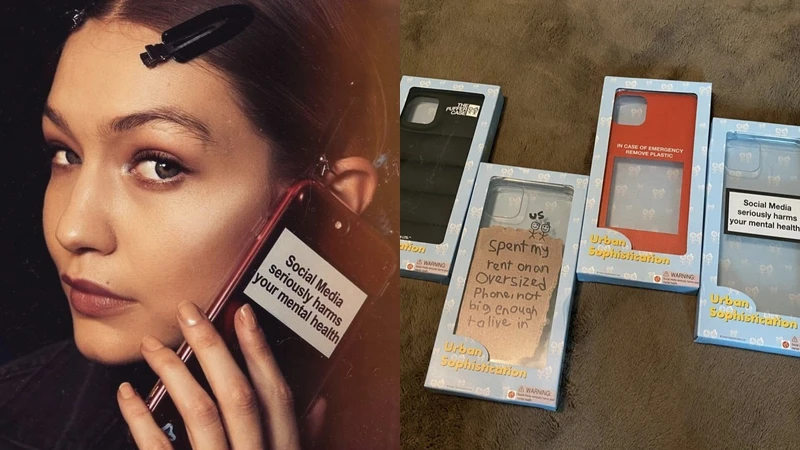 Social Media
seriously harms
your mental health
THE
PUFFER
CASE
us
Spent my
rent on an
Oversized
Phone, not
big enough
to live in
Urban
Sophistication
WARNING
IN CASE OF EMERGENCY
REMOVE PLASTIC
Urban
Sophistication
WARNING
Social Media
seriously harms
your mental health
Urban
Sophistication
WARNING